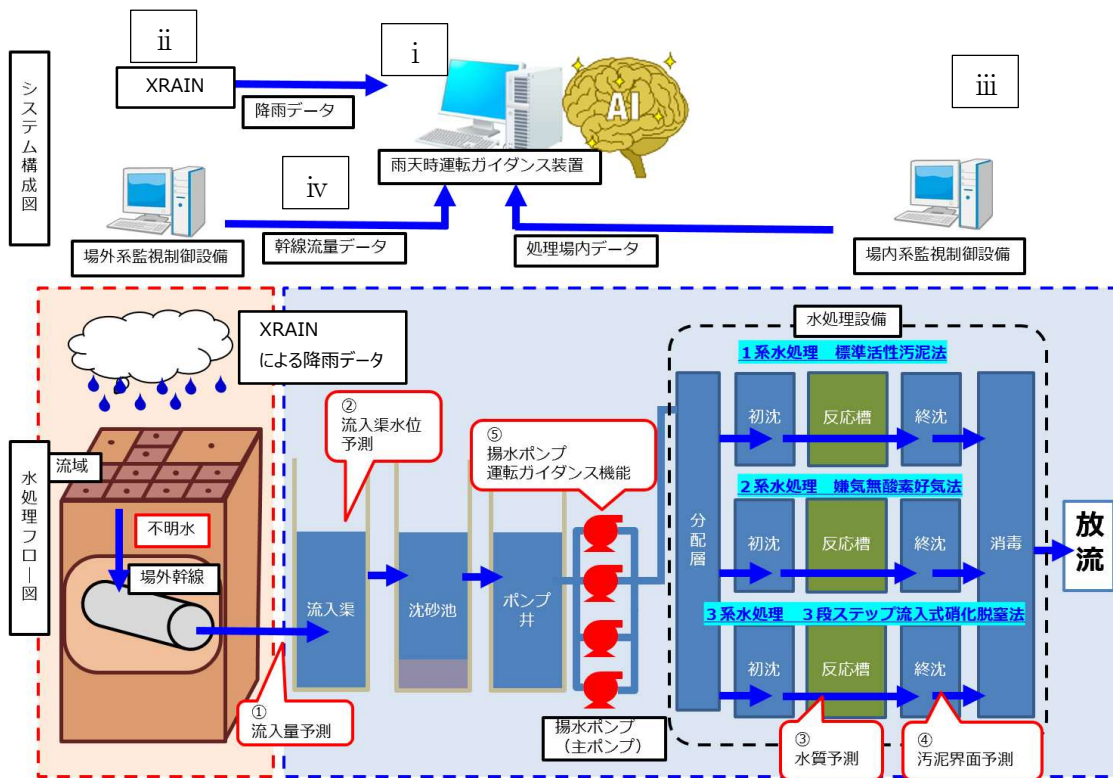 システム構成図
ii
XRAIN
降雨データ
i
AI
雨天時運転ガイダンス装置
iii
iv
場外系監視制御設備
幹線流量データ
処理場内データ
場内系監視制御設備
水処理フロー図
XRAIN
による降雨データ
流域
不明水
場外幹線
①
流入量予測
②
流入渠水位
予測
流入渠
沈砂池
ポンプ
井
⑤
揚水ポンプ
運転ガイダンス機能
揚水ポンプ
（主ポンプ）
水処理設備
分配層
1系水処理　標準活性汚泥法
初沈
反応槽
終沈
2系水処理　嫌気無酸素好気法
初沈
反応槽
終沈
3系水処理　3段ステップ流入式硝化脱窒法
初沈
反応槽
終沈
③
水質予測
④
汚泥界面予測
消毒
放流